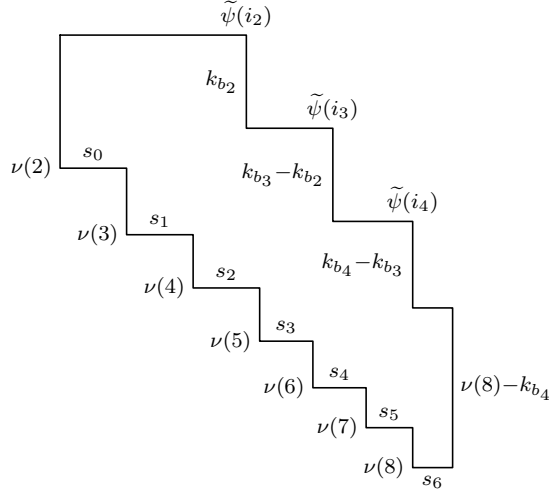 ψ̃(i₂)
k_{b₂}
ψ̃(i₃)
s₀
ν(2)
k_{b₃}−k_{b₂}
ψ̃(i₄)
s₁
ν(3)
k_{b₄}−k_{b₃}
s₂
ν(4)
s₃
ν(5)
s₄
ν(6)
ν(8)−k_{b₄}
s₅
ν(7)
ν(8)
s₆